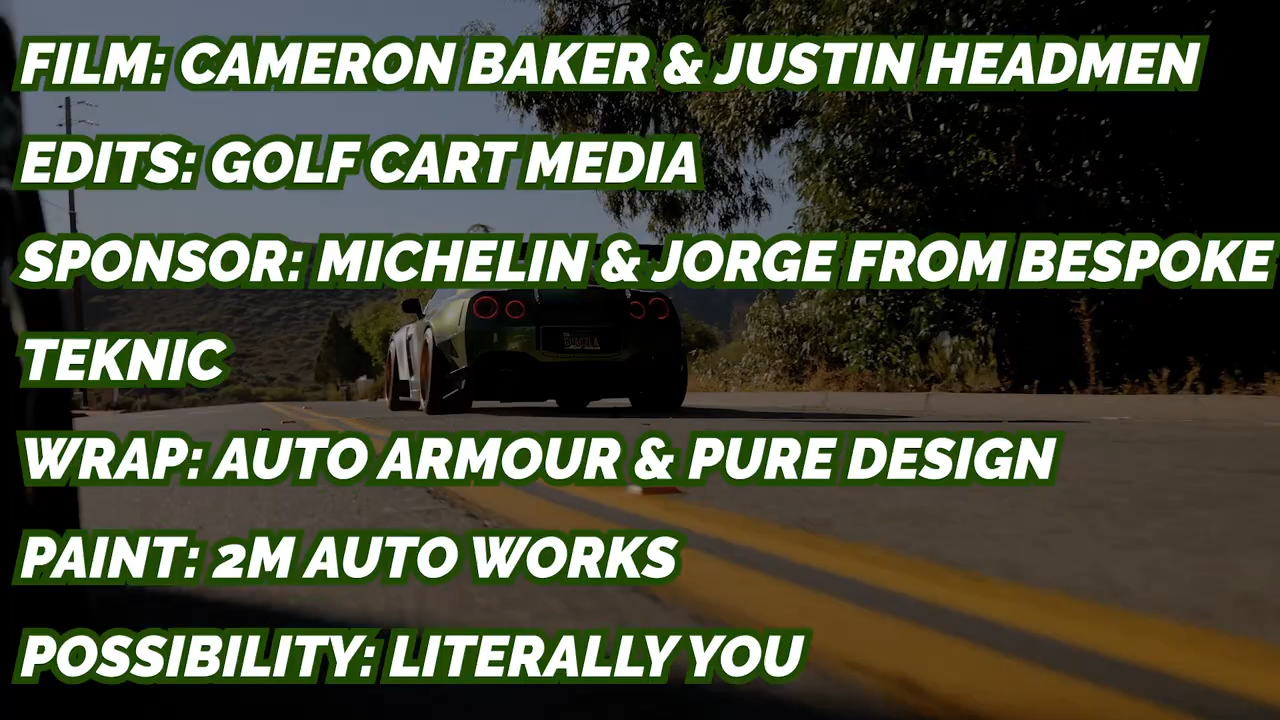 FILM: CAMERON BAKER & JUSTIN HEADMEN
EDITS: GOLF CART MEDIA
SPONSOR: MICHELIN & JORGE FROM BESPOKE
TEKNIC
WRAP: AUTO ARMOUR & PURE DESIGN
PAINT: 2M AUTO WORKS
POSSIBILITY: LITERALLY YOU